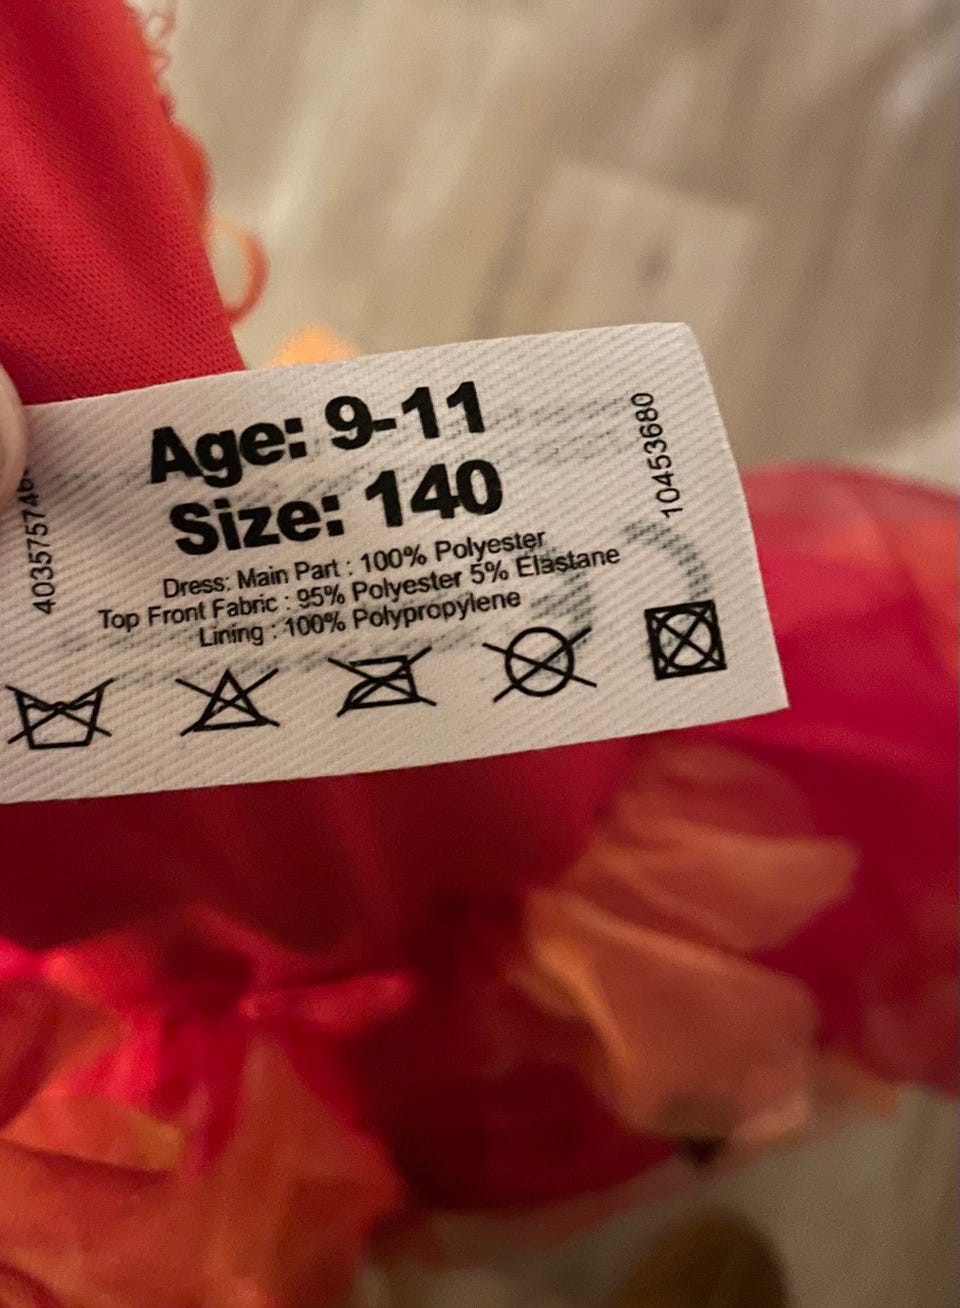 Age: 9-11
Size: 140
Dress: Main Part : 100% Polyester
Top Front Fabric : 95% Polyester 5% Elastane
Lining : 100% Polypropylene
10453680